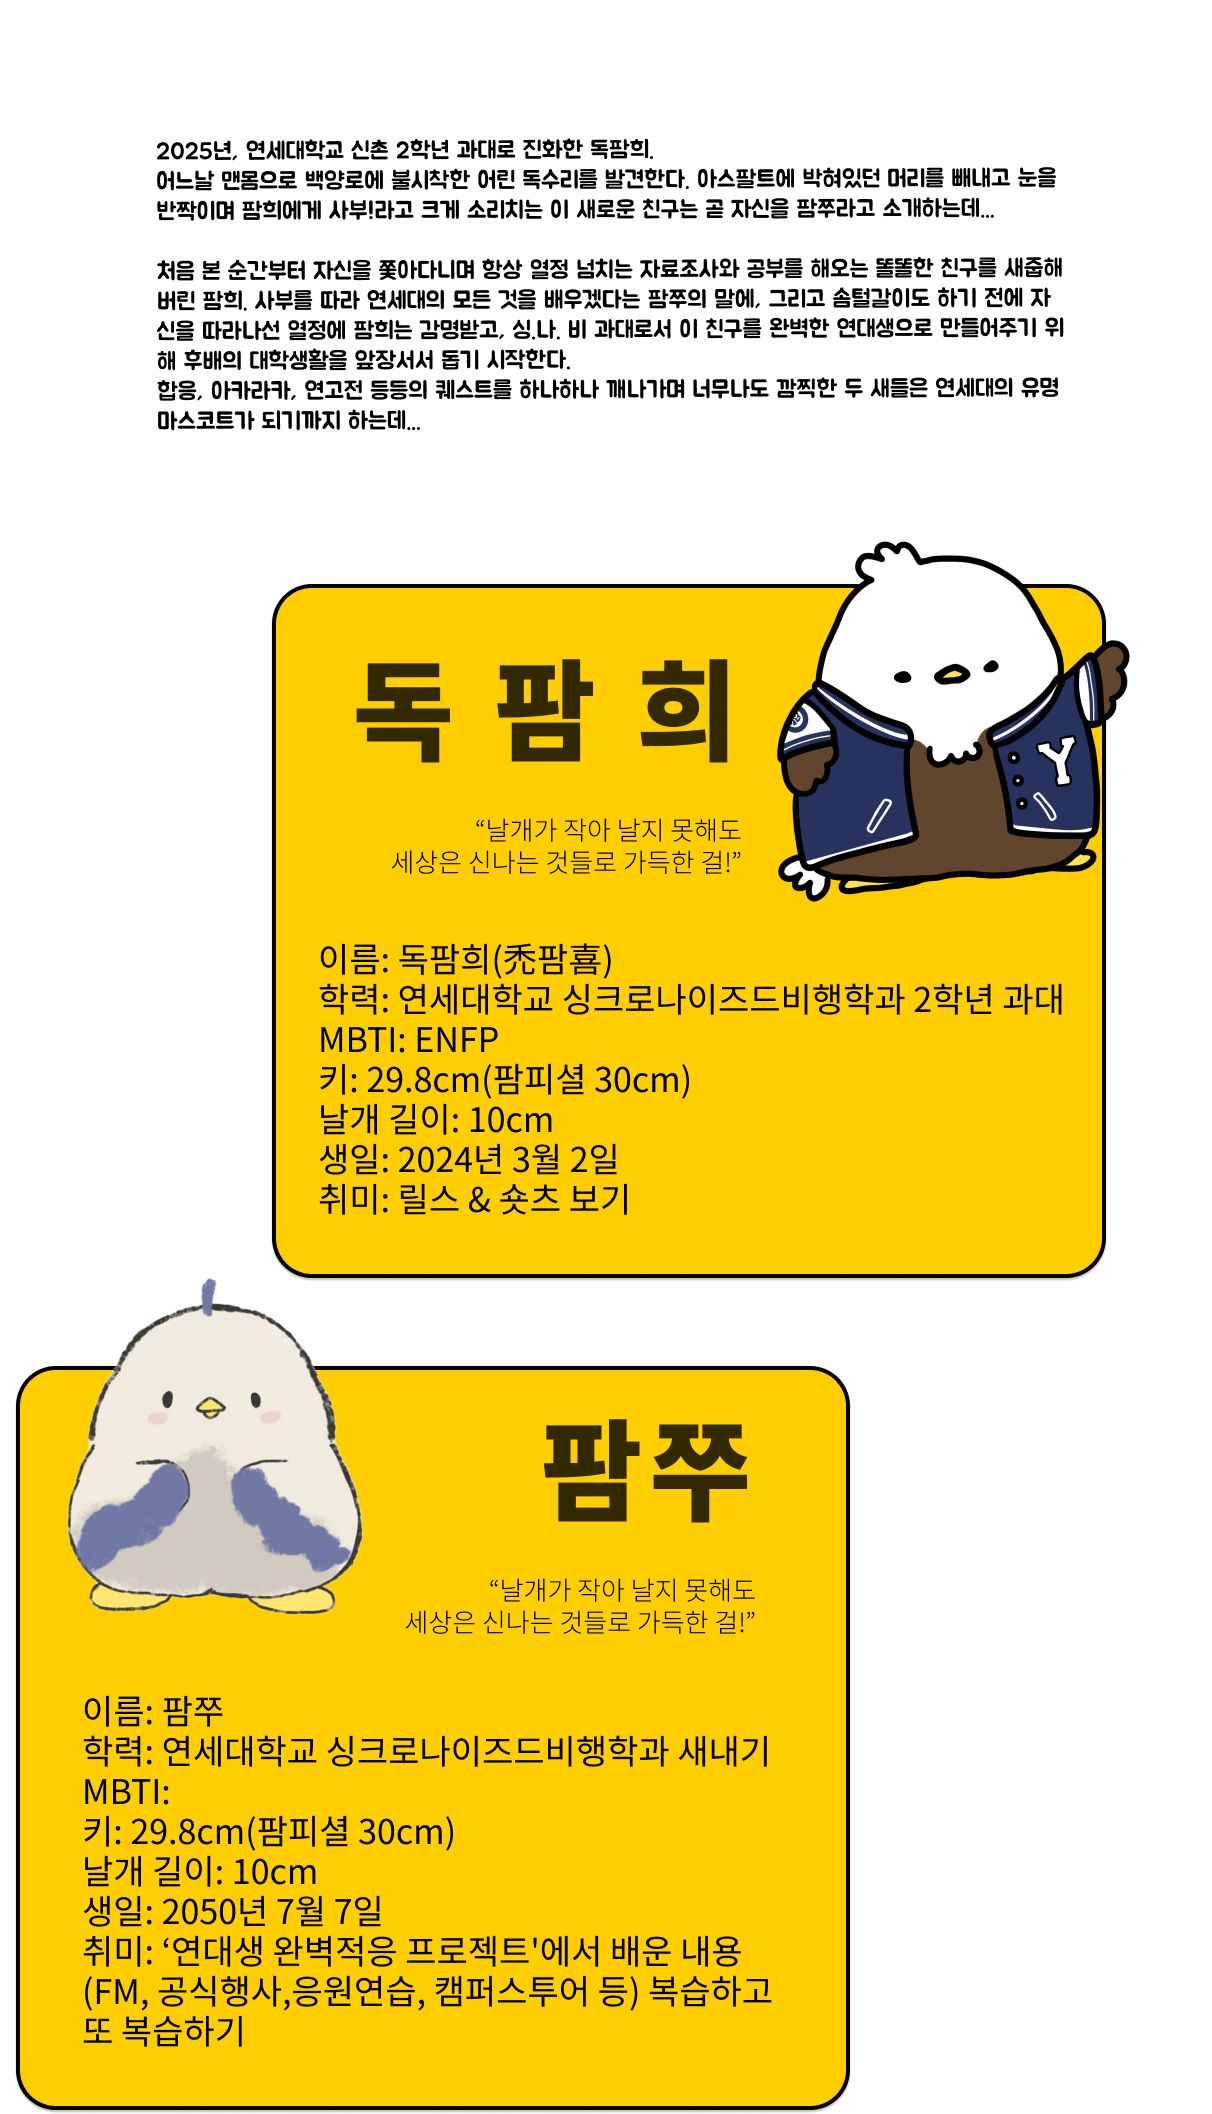 2025년, 연세대학교 신촌 2학년 과대로 진화한 독팜희.
어느날 맨몸으로 백양로에 불시착한 어린 독수리를 발견한다. 아스팔트에 박혀있던 머리를 빼내고 눈을
반짝이며 팜희에게 사부!라고 크게 소리치는 이 새로운 친구는 곧 자신을 팜쭈라고 소개하는데...
처음 본 순간부터 자신을 쫓아다니며 항상 열정 넘치는 자료조사와 공부를 해오는 똘똘한 친구를 새줍해
버린 팜희. 사부를 따라 연세대의 모든 것을 배우겠다는 팜쭈의 말에, 그리고 솜털갈이도 하기 전에 자
신을 따라나선 열정에 팜희는 감명받고, 싱.나. 비 과대로서 이 친구를 완벽한 연대생으로 만들어주기 위
해 후배의 대학생활을 앞장서서 돕기 시작한다.
합응, 아카라카, 연고전 등등의 퀘스트를 하나하나 깨나가며 너무나도 깜찍한 두 새들은 연세대의 유명
마스코트가 되기까지 하는데...
독팜희
Y
“날개가 작아 날지 못해도
세상은 신나는 것들로 가득한 걸!”
이름: 독팜희(禿팜喜)
학력: 연세대학교 싱크로나이즈드비행학과 2학년 과대
MBTI: ENFP
키: 29.8cm(팜피셜 30cm)
날개 길이: 10cm
생일: 2024년 3월 2일
취미: 릴스 & 숏츠 보기
팜쭈
“날개가 작아 날지 못해도
세상은 신나는 것들로 가득한 걸!”
이름: 팜쭈
학력: 연세대학교 싱크로나이즈드비행학과 새내기
MBTI:
키: 29.8cm(팜피셜 30cm)
날개 길이: 10cm
생일: 2050년 7월 7일
취미: ‘연대생 완벽적응 프로젝트'에서 배운 내용
(FM, 공식행사,응원연습, 캠퍼스투어 등) 복습하고
또 복습하기